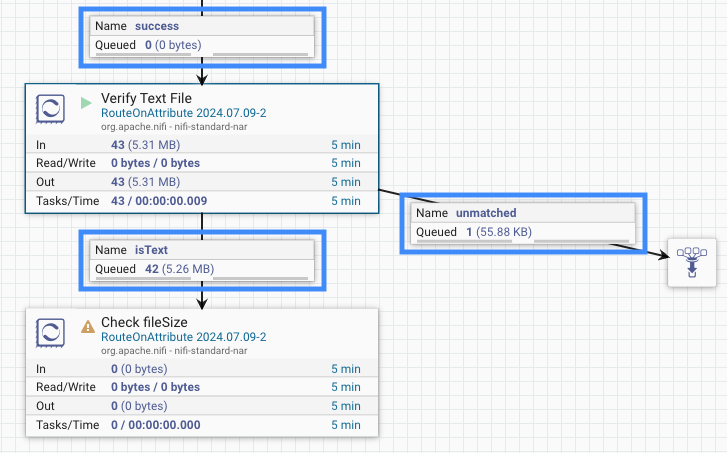 Name success
Queued 0 (0 bytes)
Verify Text File
RouteOnAttribute 2024.07.09-2
org.apache.nifi - nifi-standard-nar
In 43 (5.31 MB) 5 min
Read/Write 0 bytes / 0 bytes 5 min
Out 43 (5.31 MB) 5 min
Tasks/Time 43 / 00:00:00.009 5 min
Name unmatched
Queued 1 (55.88 KB)
Name isText
Queued 42 (5.26 MB)
Check fileSize
RouteOnAttribute 2024.07.09-2
org.apache.nifi - nifi-standard-nar
In 0 (0 bytes) 5 min
Read/Write 0 bytes / 0 bytes 5 min
Out 0 (0 bytes) 5 min
Tasks/Time 0 / 00:00:00.000 5 min